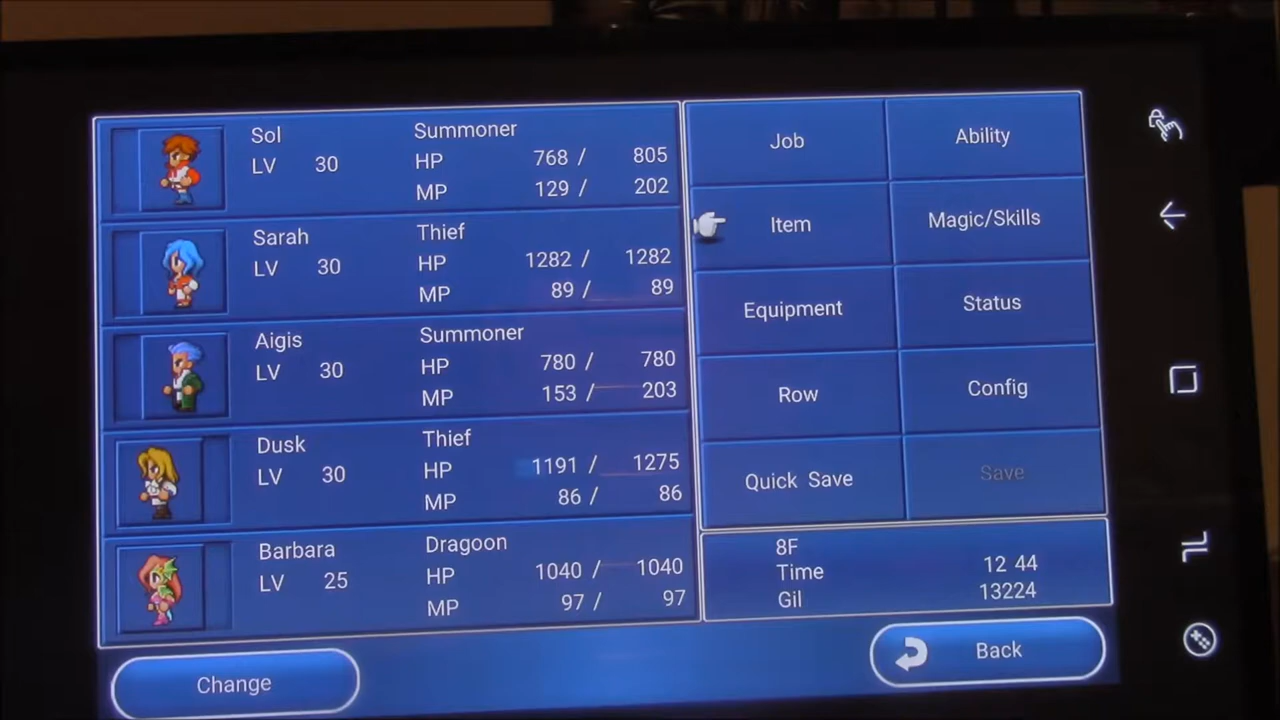 Sol Summoner
LV 30 HP 768 / 805
MP 129 / 202
Sarah Thief
LV 30 HP 1282 / 1282
MP 89 / 89
Aigis Summoner
LV 30 HP 780 / 780
MP 153 / 203
Dusk Thief
LV 30 HP 1191 / 1275
MP 86 / 86
Barbara Dragoon
LV 25 HP 1040 / 1040
MP 97 / 97
Change
Job Ability
Item Magic/Skills
Equipment Status
Row Config
Quick Save Save
8F
Time 12 44
Gil 13224
Back